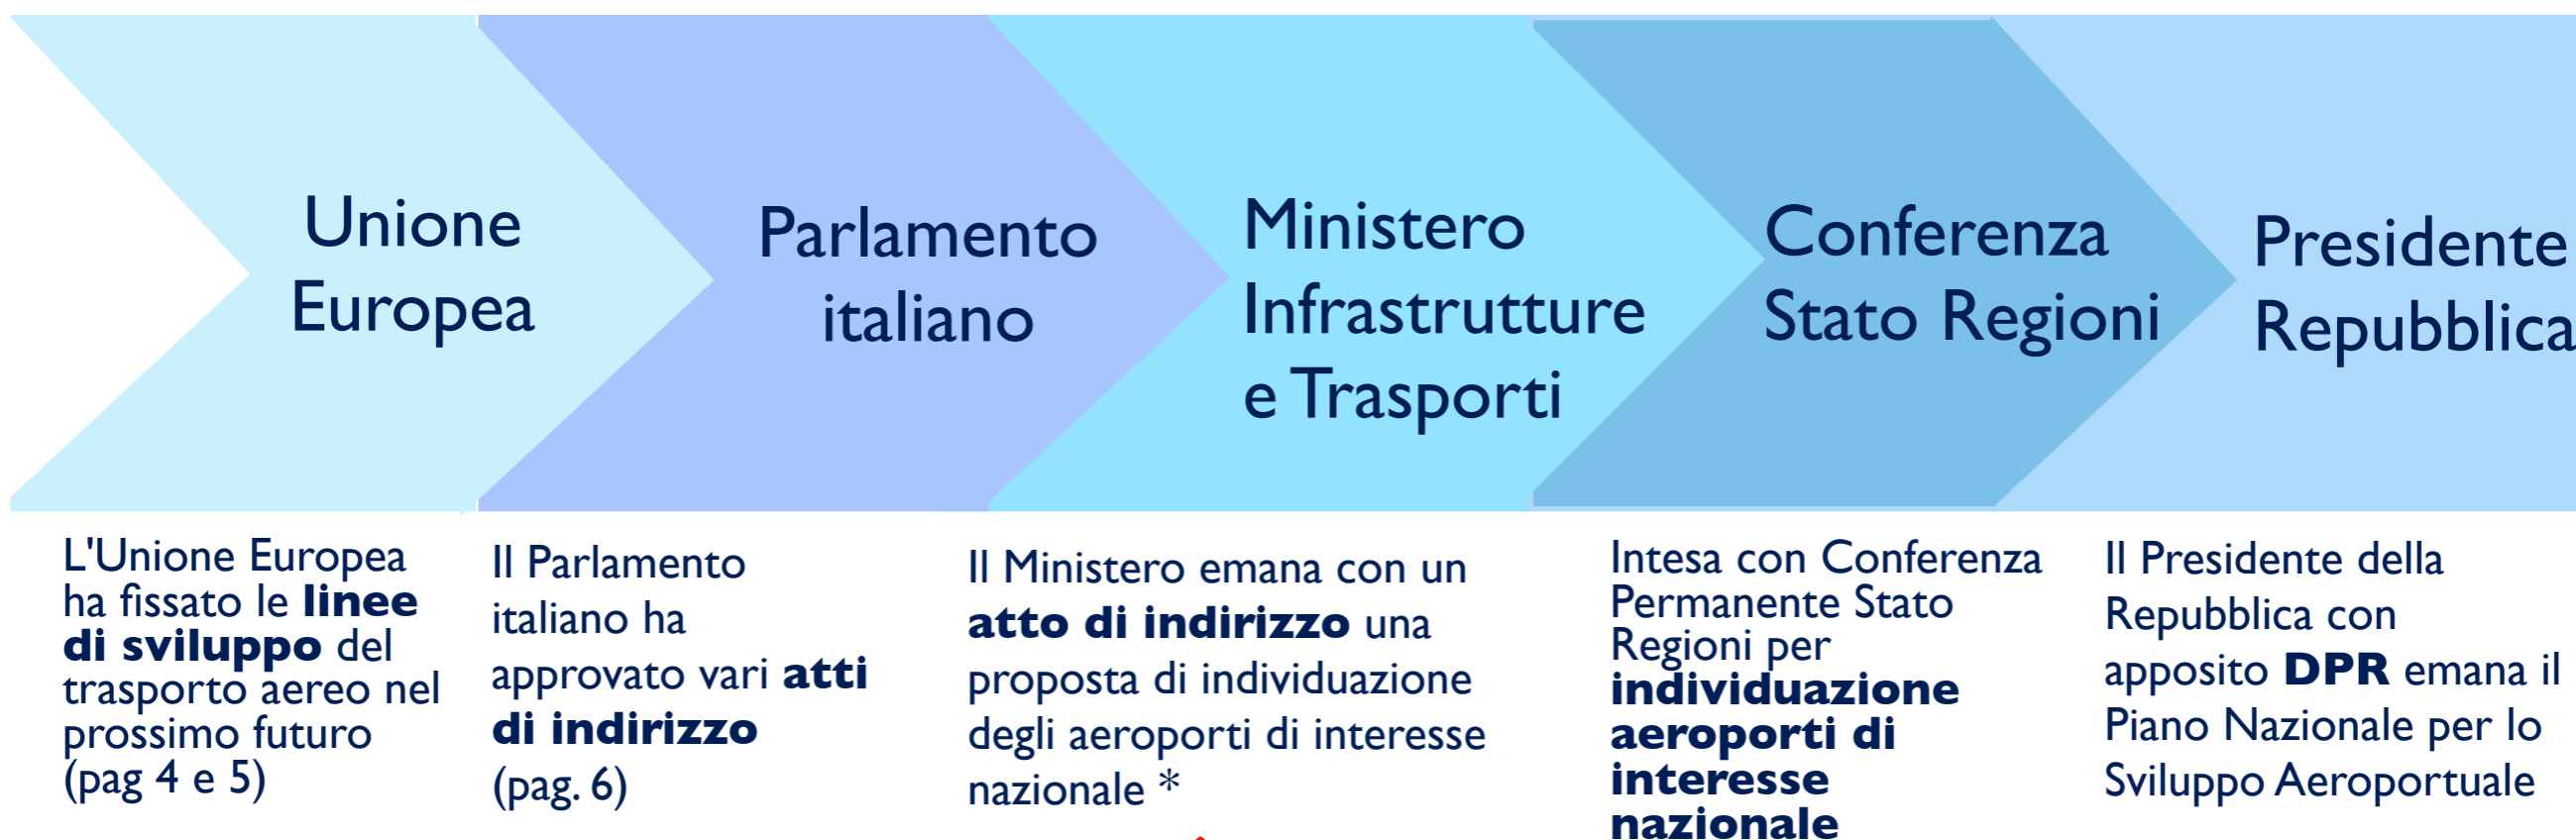 Unione
Europea
Parlamento
italiano
Ministero
Infrastrutture
e Trasporti
Conferenza
Stato Regioni
Presidente
Repubblica
L'Unione Europea
ha fissato le linee
di sviluppo del
trasporto aereo nel
prossimo futuro
(pag 4 e 5)
Il Parlamento
italiano ha
approvato vari atti
di indirizzo
(pag. 6)
Il Ministero emana con un
atto di indirizzo una
proposta di individuazione
degli aeroporti di interesse
nazionale *
Intesa con Conferenza
Permanente Stato
Regioni per
individuazione
aeroporti di
interesse
nazionale
Il Presidente della
Repubblica con
apposito DPR emana il
Piano Nazionale per lo
Sviluppo Aeroportuale